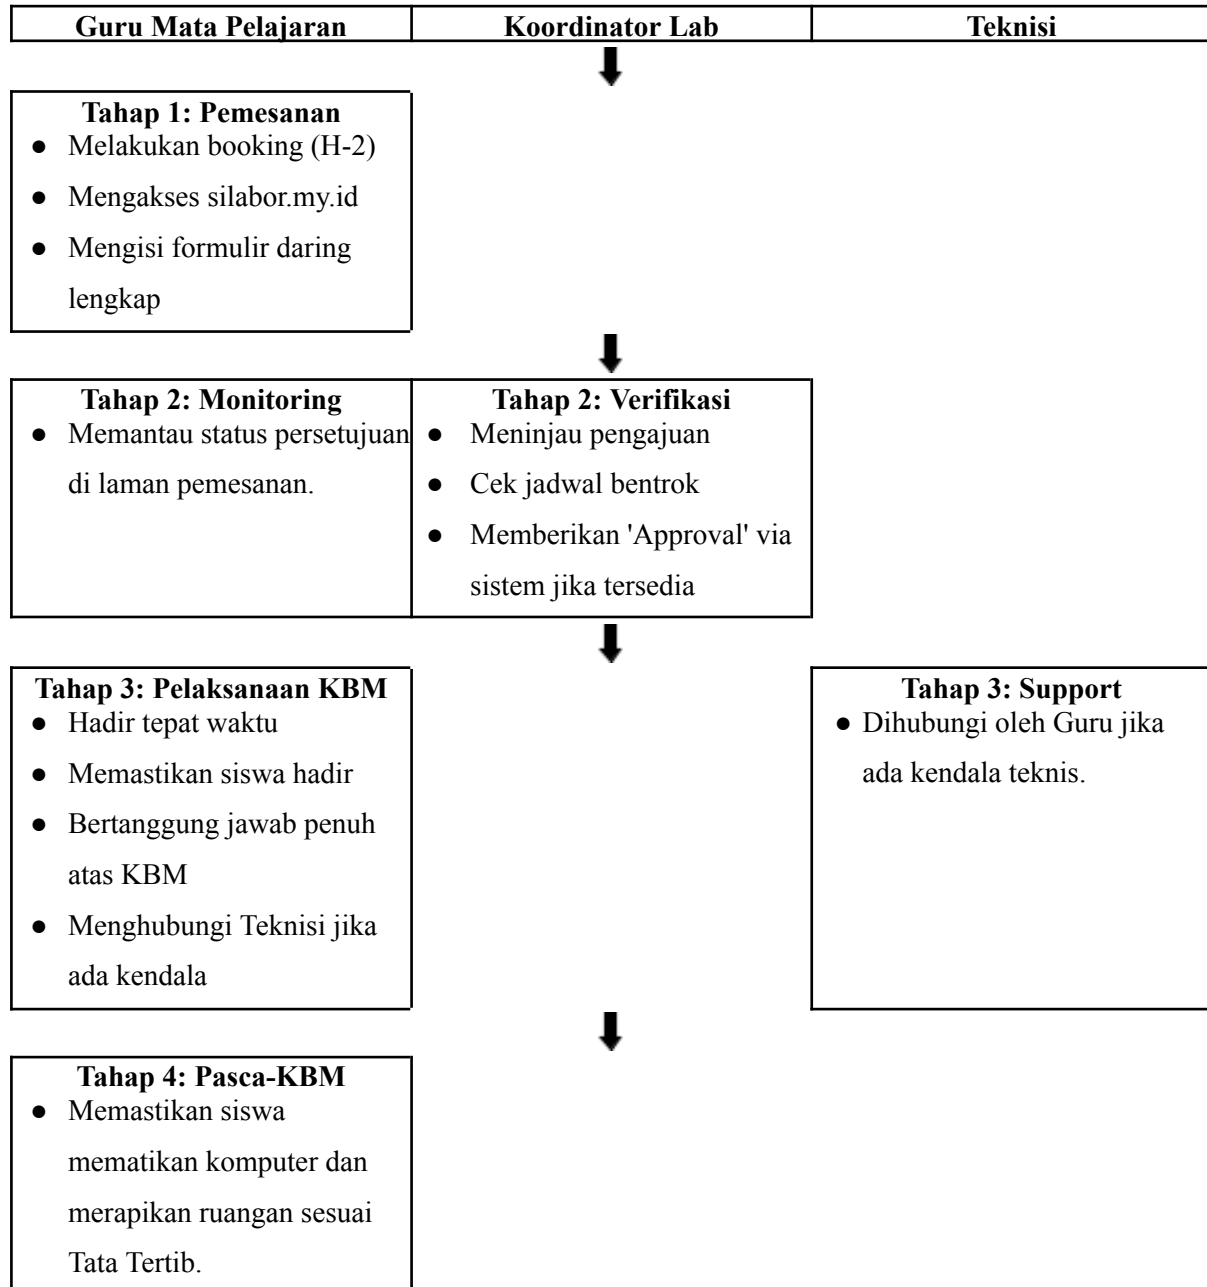 Guru Mata Pelajaran
Koordinator Lab
Teknisi
Tahap 1: Pemesanan
● Melakukan booking (H-2)
● Mengakses silabor.my.id
● Mengisi formulir daring
lengkap
Tahap 2: Monitoring
● Memantau status persetujuan
di laman pemesanan.
Tahap 2: Verifikasi
● Meninjau pengajuan
● Cek jadwal bentrok
● Memberikan 'Approval' via
sistem jika tersedia
Tahap 3: Pelaksanaan KBM
● Hadir tepat waktu
● Memastikan siswa hadir
● Bertanggung jawab penuh
atas KBM
● Menghubungi Teknisi jika
ada kendala
Tahap 3: Support
● Dihubungi oleh Guru jika
ada kendala teknis.
Tahap 4: Pasca-KBM
● Memastikan siswa
mematikan komputer dan
merapikan ruangan sesuai
Tata Tertib.